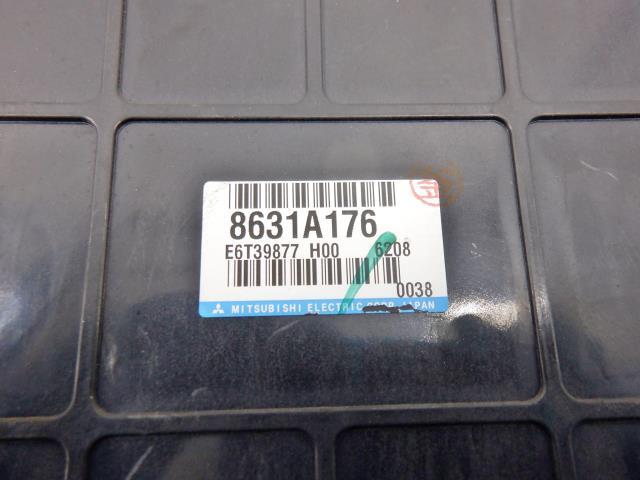 8631A176
E6T39877 H00 6208
0038
MITSUBISHI ELECTRIC CORP. JAPAN